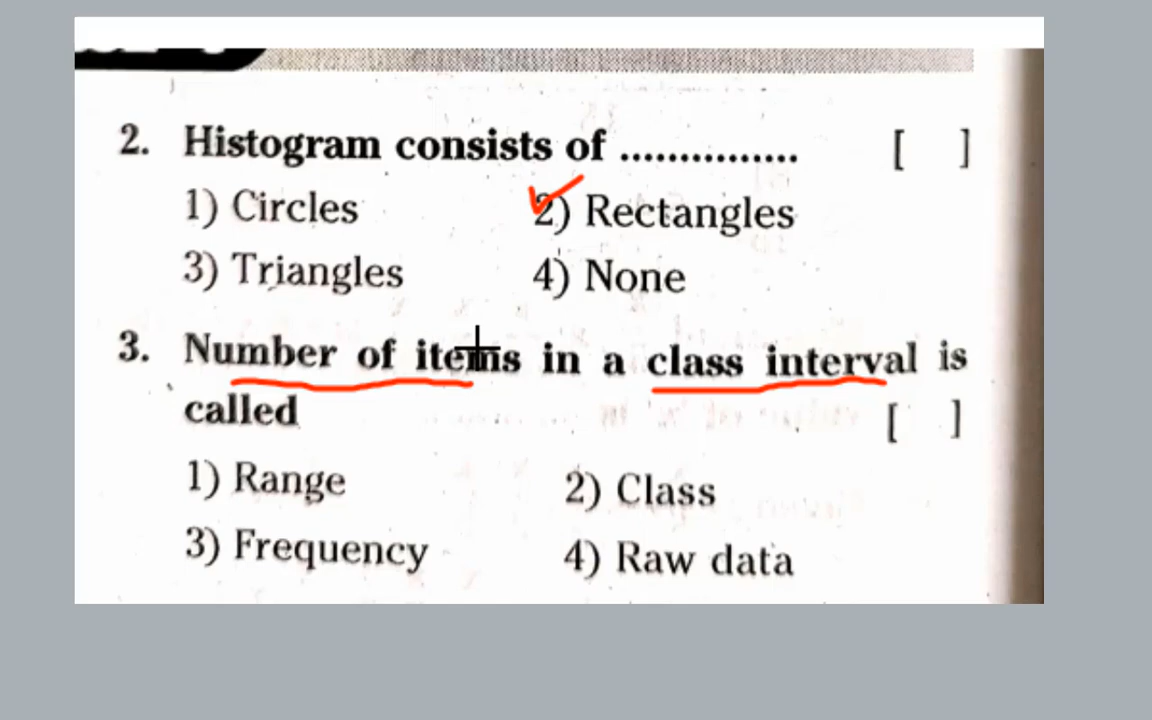 2. Histogram consists of ............... [ ]
1) Circles 2) Rectangles
3) Triangles 4) None
3. Number of items in a class interval is
called [ ]
1) Range 2) Class
3) Frequency 4) Raw data